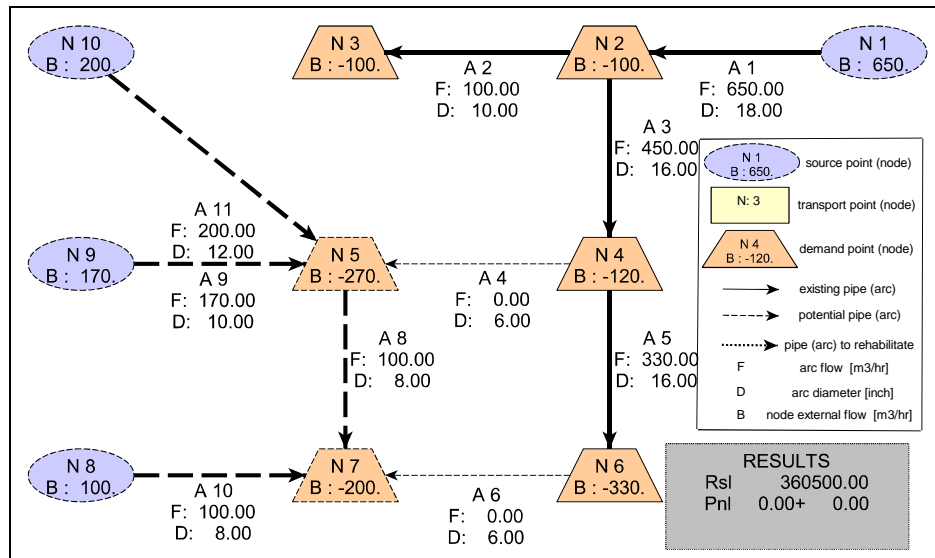 N 10
B : 200.
N 3
B : -100.
N 2
B : -100.
N 1
B : 650.
A 2
F: 100.00
D: 10.00
A 1
F: 650.00
D: 18.00
A 3
F: 450.00
D: 16.00
N 1
B : 650.
source point (node)
N: 3
transport point (node)
N 4
B : -120.
demand point (node)
existing pipe (arc)
potential pipe (arc)
pipe (arc) to rehabilitate
F arc flow [m3/hr]
D arc diameter [inch]
B node external flow [m3/hr]
A 11
F: 200.00
D: 12.00
N 9
B : 170.
A 9
F: 170.00
D: 10.00
N 5
B : -270.
A 4
F: 0.00
D: 6.00
N 4
B : -120.
A 8
F: 100.00
D: 8.00
A 5
F: 330.00
D: 16.00
N 8
B : 100.
A 10
F: 100.00
D: 8.00
N 7
B : -200.
A 6
F: 0.00
D: 6.00
N 6
B : -330.
RESULTS
Rsl 360500.00
Pnl 0.00+ 0.00